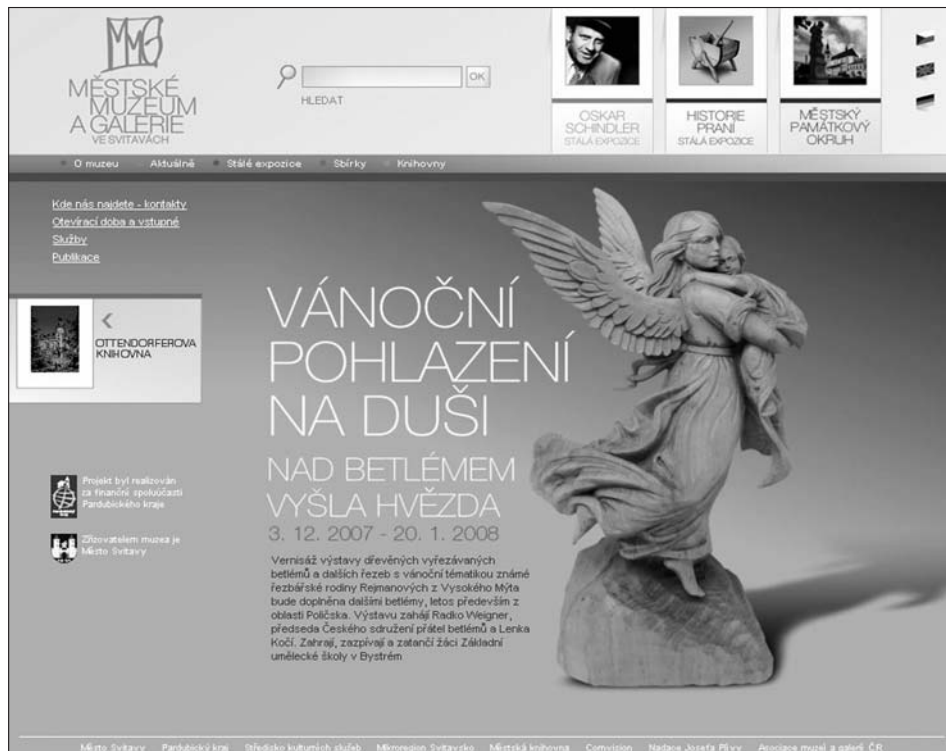 MMG
MĚSTSKÉ
MUZEUM
A GALERIE
VE SVITAVÁCH
OK
HLEDAT
OSKAR
SCHINDLER
STÁLÁ EXPOZICE
HISTORIE
PRANÍ
STÁLÁ EXPOZICE
MĚSTSKÝ
PAMÁTKOVÝ
OKRUH
O muzeu Aktuálně Stálé expozice Sbírky Knihovny
Kde nás najdete - kontakty
Otevírací doba a vstupné
Služby
Publikace
OTTENDORFEROVA
KNIHOVNA
VÁNOČNÍ
POHLAZENÍ
NA DUŠI
NAD BETLÉMEM
VYŠLA HVĚZDA
3. 12. 2007 - 20. 1. 2008
Vernisáž výstavy dřevěných vyřezávaných
betlémů a dalších řezeb s vánoční tématikou známé
řezbářské rodiny Rejmanových z Vysokého Mýta
bude doplněna dalšími betlémy, letos především z
oblasti Poličska. Výstavu zahájí Radko Weigner,
předseda Českého sdružení přátel betlémů a Lenka
Kočí. Zahrají, zazpívají a zatančí žáci Základní
umělecké školy v Bystrém
Projekt byl realizován
za finanční spoluúčasti
Pardubického kraje
Zřizovatelem muzea je
Město Svitavy
Město Svitavy Pardubický kraj Středisko kulturních služeb Mikroregion Svitavsko Městská knihovna Comvision Nadace Josefa Plívy Asociace muzeí a galerií ČR